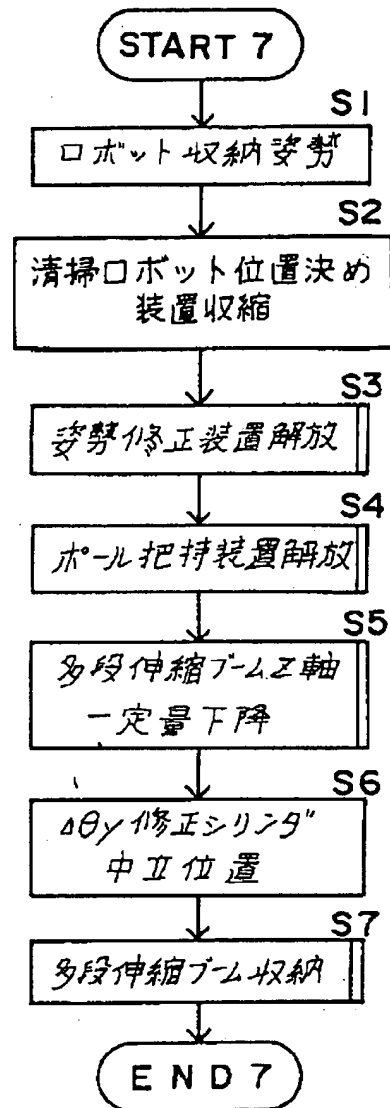 START 7
S1
ロボット収納姿勢
S2
清掃ロボット位置決め
装置収縮
S3
姿勢修正装置解放
S4
ポール把持装置解放
S5
多段伸縮ブームZ軸
一定量下降
S6
Δθy修正シリンダ
中立位置
S7
多段伸縮ブーム収納
END 7